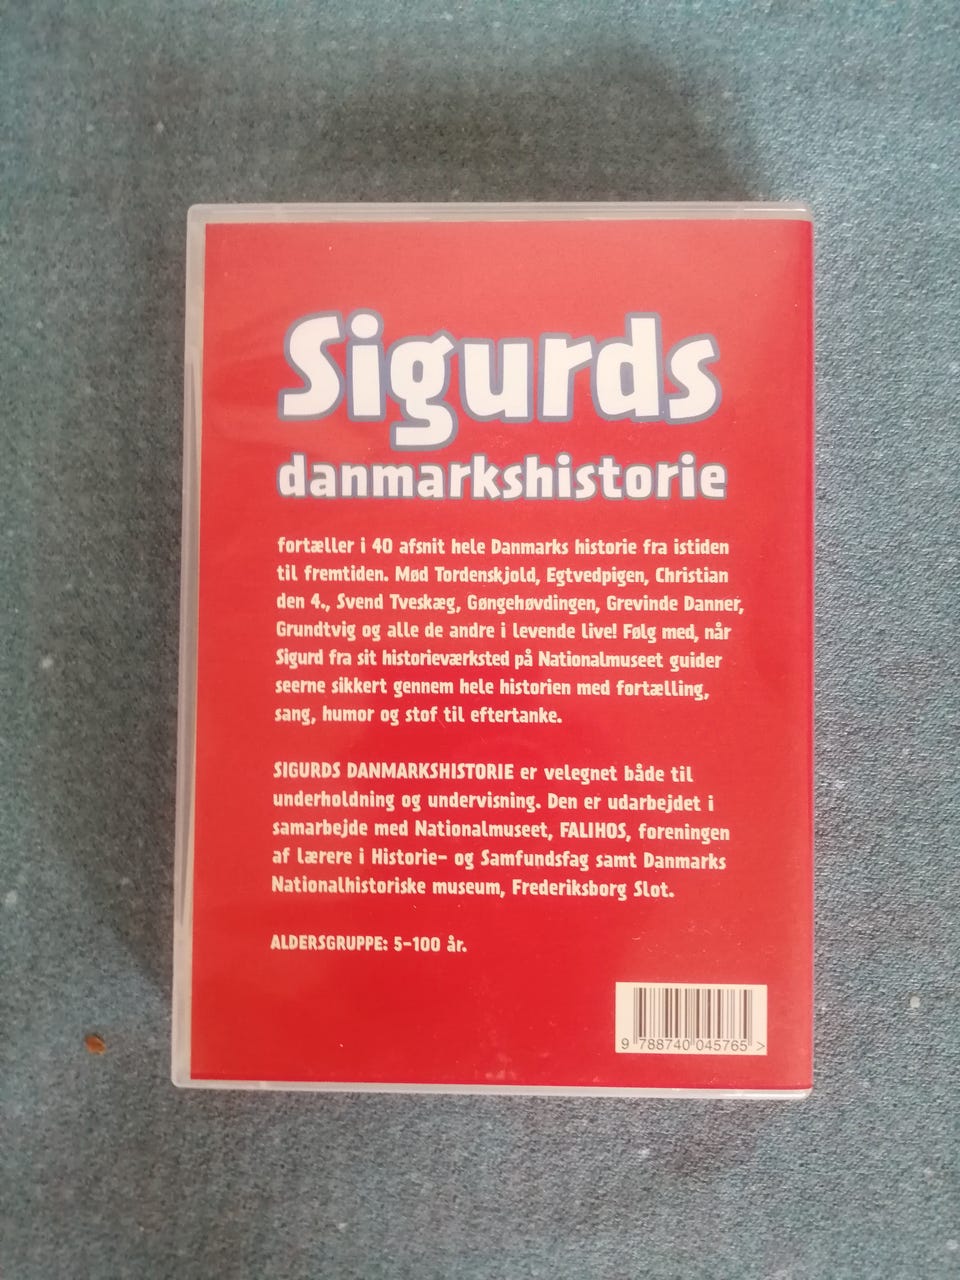 Sigurds
danmarkshistorie
fortæller i 40 afsnit hele Danmarks historie fra istiden
til fremtiden. Mød Tordenskjold, Egtvedpigen, Christian
den 4., Svend Tveskæg, Gøngehøvdingen, Grevinde Danner,
Grundtvig og alle de andre i levende live! Følg med, når
Sigurd fra sit historieværksted på Nationalmuseet guider
seerne sikkert gennem hele historien med fortælling,
sang, humor og stof til eftertanke.
SIGURDS DANMARKSHISTORIE er velegnet både til
underholdning og undervisning. Den er udarbejdet i
samarbejde med Nationalmuseet, FALIHOS, foreningen
af lærere i Historie- og Samfundsfag samt Danmarks
Nationalhistoriske museum, Frederiksborg Slot.
ALDERSGRUPPE: 5-100 år.
9 788740 045765 >